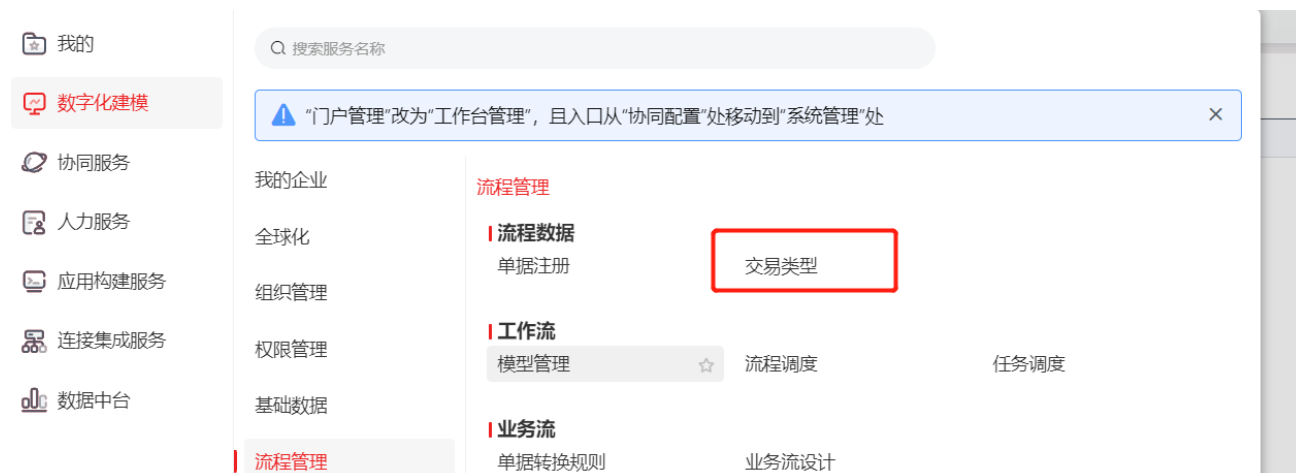 我的
数字化建模
协同服务
人力服务
应用构建服务
连接集成服务
数据中台
搜索服务名称
“门户管理”改为“工作台管理”，且入口从“协同配置”处移动到“系统管理”处
我的企业
全球化
组织管理
权限管理
基础数据
流程管理
流程管理
流程数据
单据注册 交易类型
工作流
模型管理 流程调度 任务调度
业务流
单据转换规则 业务流设计